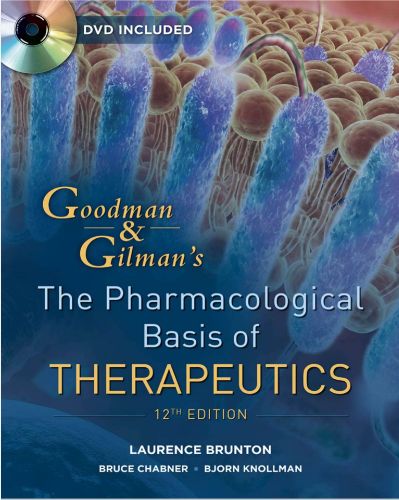 DVD INCLUDED
Goodman
&
Gilman's
The Pharmacological
Basis of
THERAPEUTICS
12TH EDITION
LAURENCE BRUNTON
BRUCE CHABNER • BJORN KNOLLMAN